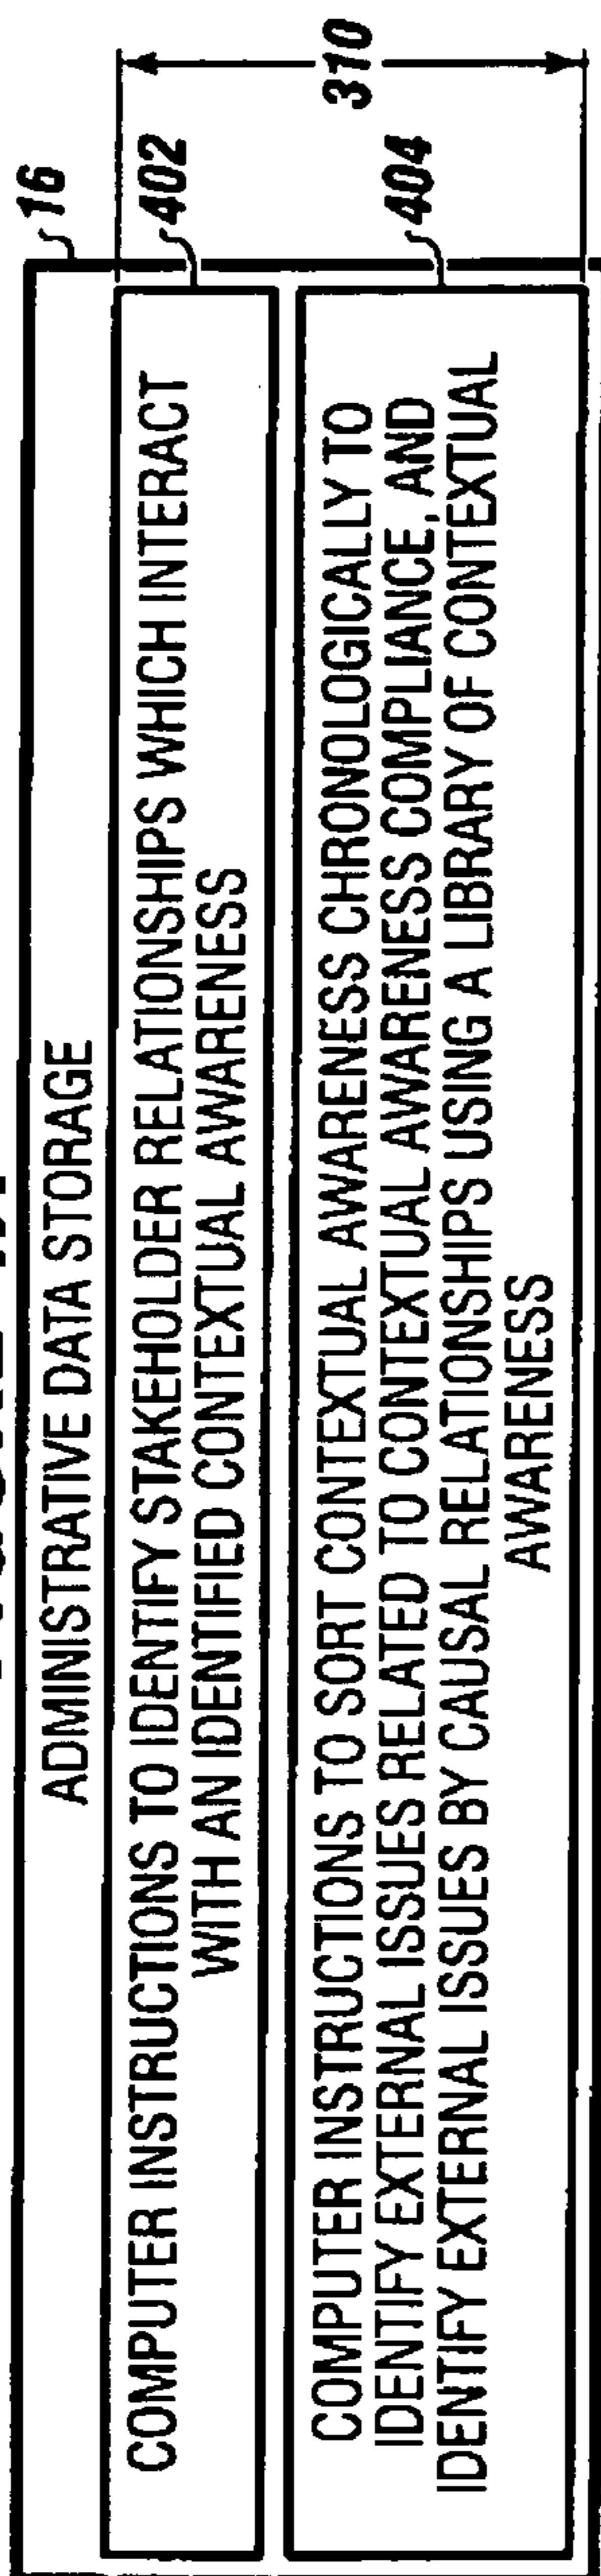 ADMINISTRATIVE DATA STORAGE
16
COMPUTER INSTRUCTIONS TO IDENTIFY STAKEHOLDER RELATIONSHIPS WHICH INTERACT
WITH AN IDENTIFIED CONTEXTUAL AWARENESS
402
COMPUTER INSTRUCTIONS TO SORT CONTEXTUAL AWARENESS CHRONOLOGICALLY TO
IDENTIFY EXTERNAL ISSUES RELATED TO CONTEXTUAL AWARENESS COMPLIANCE, AND
IDENTIFY EXTERNAL ISSUES BY CAUSAL RELATIONSHIPS USING A LIBRARY OF CONTEXTUAL
AWARENESS
404
310